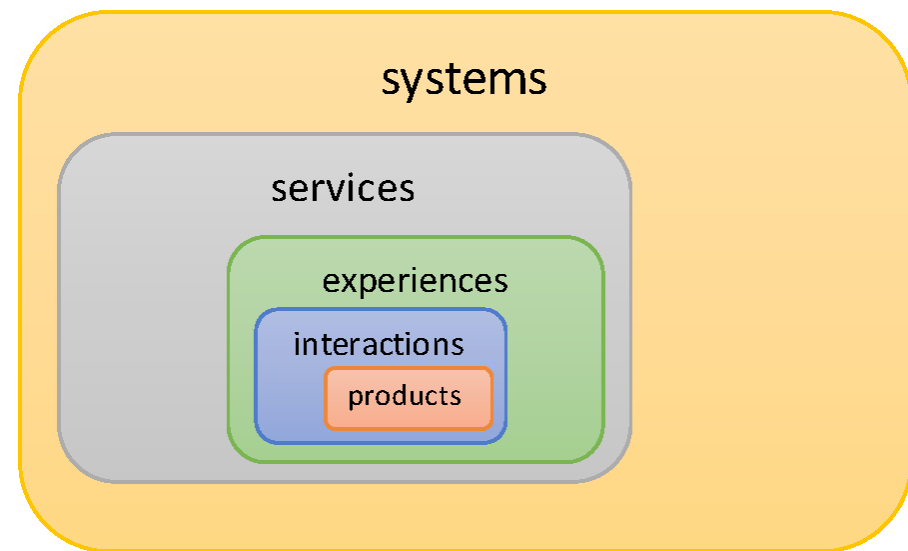 systems
services
experiences
interactions
products